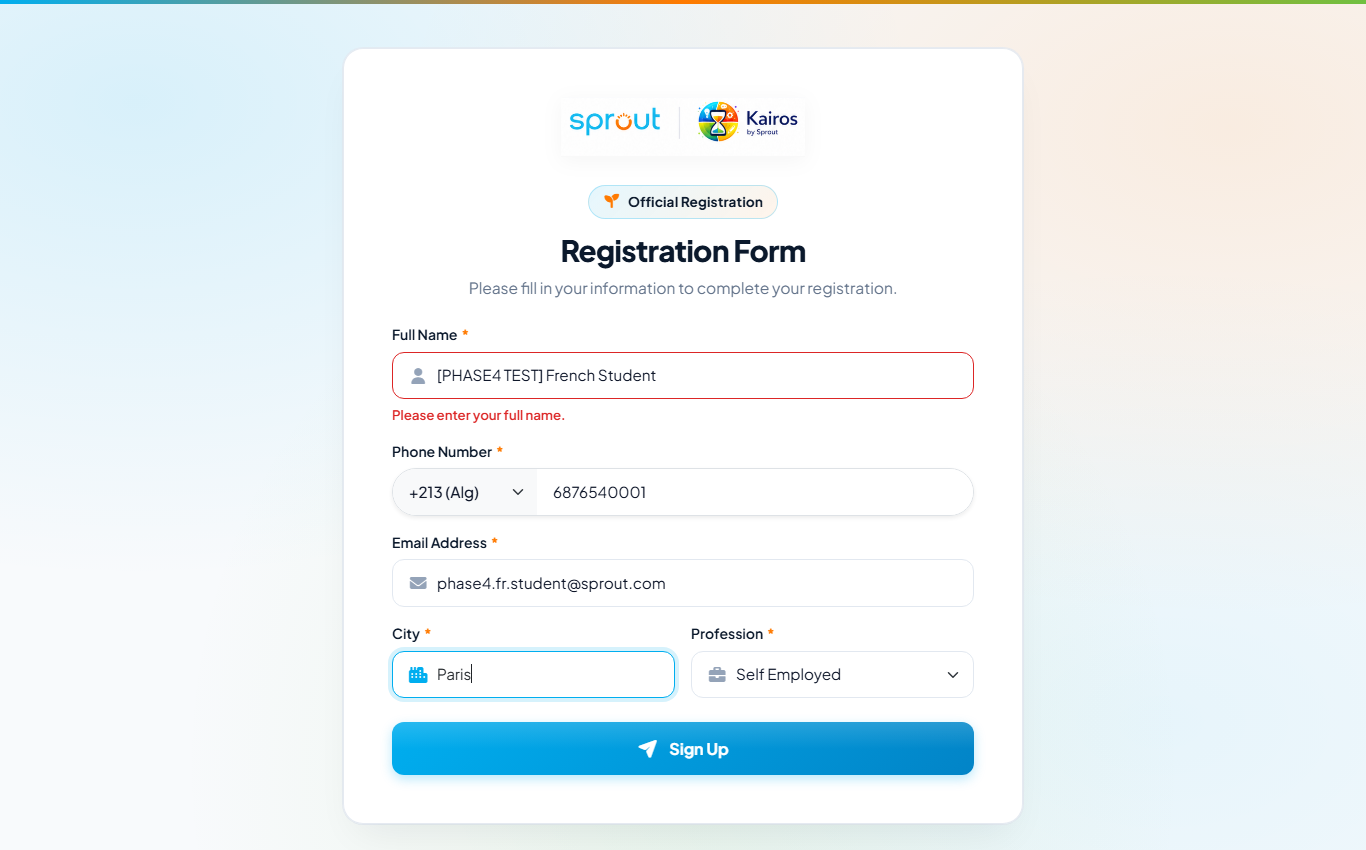 sprout
Kairos
by Sprout
Official Registration
Registration Form
Please fill in your information to complete your registration.
Full Name *
[PHASE4 TEST] French Student
Please enter your full name.
Phone Number *
+213 (Alg) 6876540001
Email Address *
phase4.fr.student@sprout.com
City * Profession *
Paris Self Employed
Sign Up